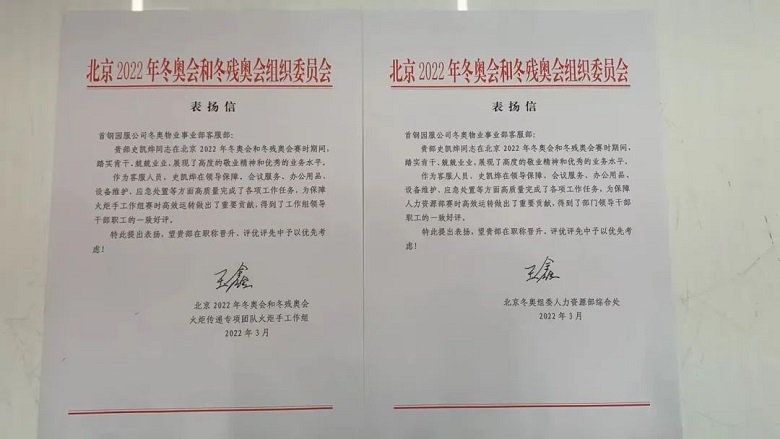 北京2022年冬奥会和冬残奥会组织委员会
表扬信
首钢园服公司冬奥物业事业部客服部：
贵部史凯烨同志在北京2022年冬奥会和冬残奥会赛时期间，
踏实肯干、兢兢业业，展现了高度的敬业精神和优秀的业务水平。
作为客服人员，史凯烨在领导保障、会议服务、办公用品、
设备维护、应急处置等方面高质量完成了各项工作任务，为保障
火炬手工作组赛时高效运转做出了重要贡献，得到了工作组领导
干部职工的一致好评。
特此提出表扬，望贵部在职称晋升、评优评先中予以优先考
虑！
王鑫
北京2022年冬奥会和冬残奥会
火炬传递专项团队火炬手工作组
2022年3月
北京2022年冬奥会和冬残奥会组织委员会
表扬信
首钢园服公司冬奥物业事业部客服部：
贵部史凯烨同志在北京2022年冬奥会和冬残奥会赛时期间，
踏实肯干、兢兢业业，展现了高度的敬业精神和优秀的业务水平。
作为客服人员，史凯烨在领导保障、会议服务、办公用品、
设备维护、应急处置等方面高质量完成了各项工作任务，为保障
人力资源部赛时高效运转做出了重要贡献，得到了部门领导干部
职工的一致好评。
特此提出表扬，望贵部在职称晋升、评优评先中予以优先考
虑！
王鑫
北京冬奥组委人力资源部综合处
2022年3月